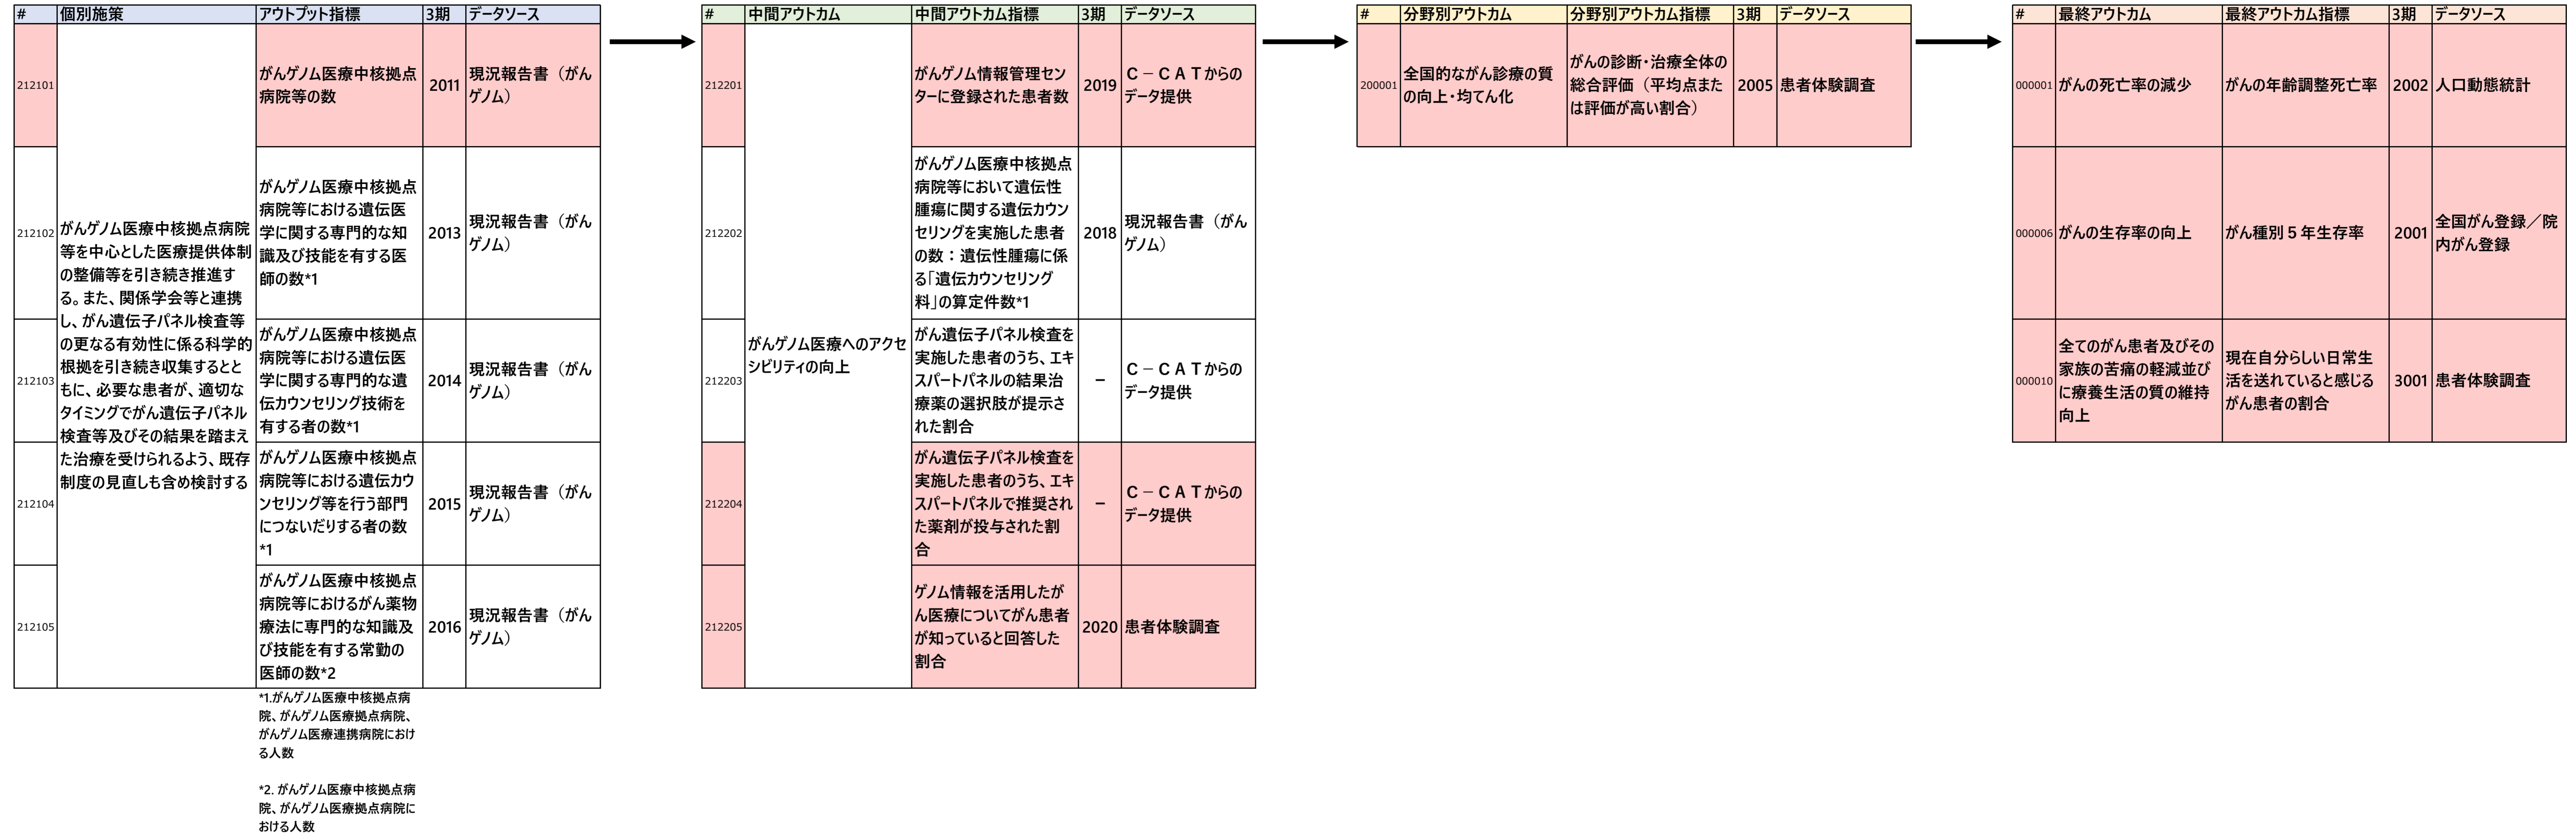 # 個別施策 アウトプット指標 3期 データソース
212101
がんゲノム医療中核拠点
病院等の数
2011
現況報告書（がん
ゲノム）
212102
がんゲノム医療中核拠点病院
等を中心とした医療提供体制
の整備等を引き続き推進す
る。また、関係学会等と連携
し、がん遺伝子パネル検査等
の更なる有効性に係る科学的
根拠を引き続き収集するとと
もに、必要な患者が、適切な
タイミングでがん遺伝子パネル
検査等及びその結果を踏まえ
た治療を受けられるよう、既存
制度の見直しも含め検討する
がんゲノム医療中核拠点
病院等における遺伝医
学に関する専門的な知
識及び技能を有する医
師の数*1
2013
現況報告書（がん
ゲノム）
212103
がんゲノム医療中核拠点
病院等における遺伝医
学に関する専門的な遺
伝カウンセリング技術を
有する者の数*1
2014
現況報告書（がん
ゲノム）
212104
がんゲノム医療中核拠点
病院等における遺伝カウ
ンセリング等を行う部門
につないだりする者の数
*1
2015
現況報告書（がん
ゲノム）
212105
がんゲノム医療中核拠点
病院等におけるがん薬物
療法に専門的な知識及
び技能を有する常勤の
医師の数*2
2016
現況報告書（がん
ゲノム）
*1.がんゲノム医療中核拠点病
院、がんゲノム医療拠点病院、
がんゲノム医療連携病院におけ
る人数
*2. がんゲノム医療中核拠点病
院、がんゲノム医療拠点病院に
おける人数
# 中間アウトカム 中間アウトカム指標 3期 データソース
212201
がんゲノム情報管理セン
ターに登録された患者数
2019
Ｃ－ＣＡＴからの
データ提供
212202
がんゲノム医療中核拠点
病院等において遺伝性
腫瘍に関する遺伝カウン
セリングを実施した患者
の数：遺伝性腫瘍に係
る「遺伝カウンセリング
料」の算定件数*1
2018
現況報告書（がん
ゲノム）
がんゲノム医療へのアクセ
シビリティの向上
212203
がん遺伝子パネル検査を
実施した患者のうち、エキ
スパートパネルの結果治
療薬の選択肢が提示さ
れた割合
－
Ｃ－ＣＡＴからの
データ提供
212204
がん遺伝子パネル検査を
実施した患者のうち、エキ
スパートパネルで推奨され
た薬剤が投与された割
合
－
Ｃ－ＣＡＴからの
データ提供
212205
ゲノム情報を活用したが
ん医療についてがん患者
が知っていると回答した
割合
2020
患者体験調査
# 分野別アウトカム 分野別アウトカム指標 3期 データソース
200001
全国的ながん診療の質
の向上・均てん化
がんの診断・治療全体の
総合評価（平均点また
は評価が高い割合）
2005
患者体験調査
# 最終アウトカム 最終アウトカム指標 3期 データソース
000001
がんの死亡率の減少
がんの年齢調整死亡率
2002
人口動態統計
000006
がんの生存率の向上
がん種別５年生存率
2001
全国がん登録／院
内がん登録
000010
全てのがん患者及びその
家族の苦痛の軽減並び
に療養生活の質の維持
向上
現在自分らしい日常生
活を送れていると感じる
がん患者の割合
3001
患者体験調査